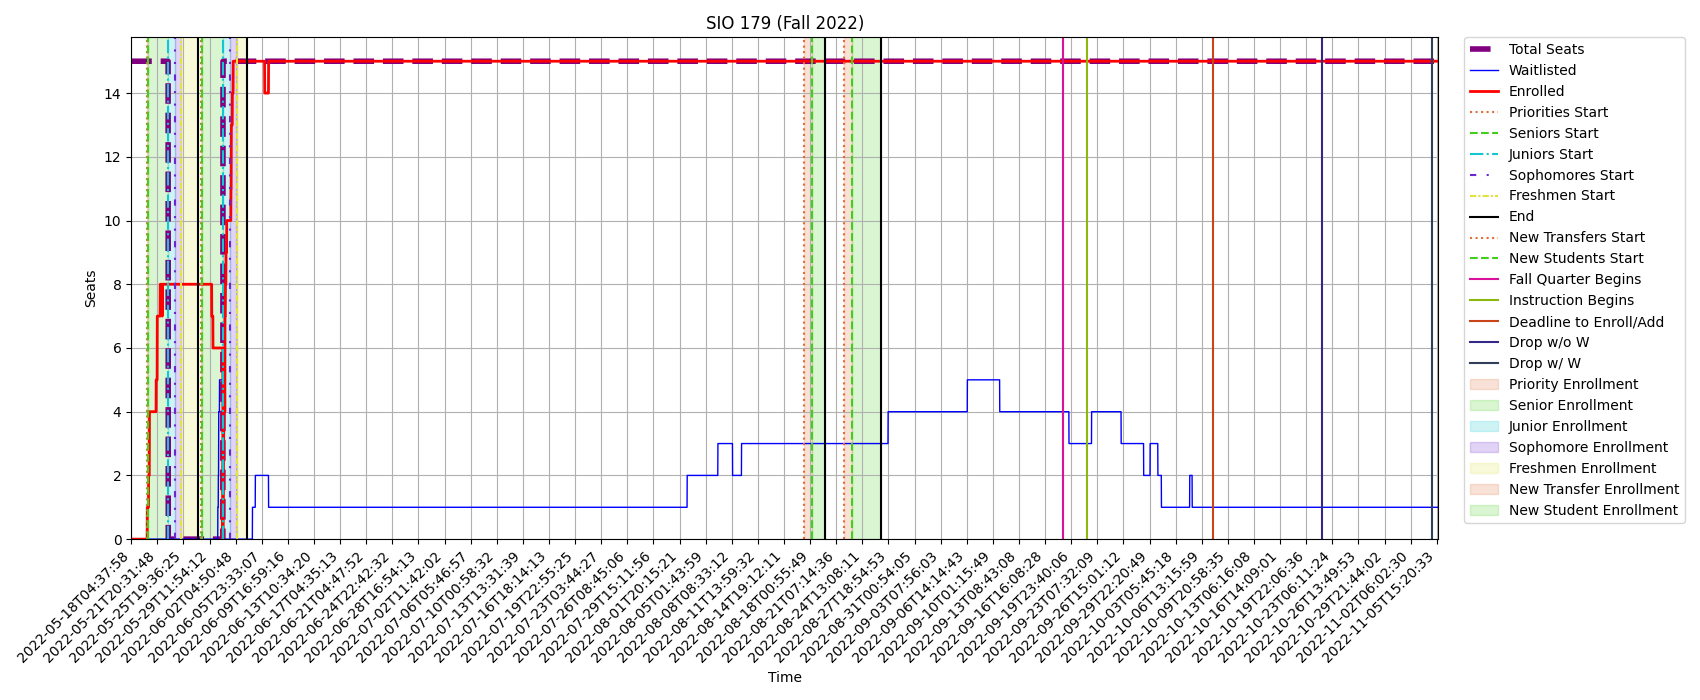 SIO 179 (Fall 2022)
Seats
14
12
10
8
6
4
2
0
2022-05-18T04:37:58
2022-05-21T20:31:48
2022-05-25T19:36:25
2022-05-29T11:54:12
2022-06-02T04:50:48
2022-06-05T23:33:07
2022-06-09T16:59:16
2022-06-13T10:34:20
2022-06-17T04:35:13
2022-06-21T04:47:52
2022-06-24T22:42:32
2022-06-28T16:54:13
2022-07-02T11:42:02
2022-07-06T05:46:57
2022-07-10T00:58:32
2022-07-13T13:31:39
2022-07-16T18:14:13
2022-07-19T22:55:25
2022-07-23T03:44:27
2022-07-26T08:45:06
2022-07-29T15:11:56
2022-08-01T20:15:21
2022-08-05T01:43:59
2022-08-08T08:33:12
2022-08-11T13:59:32
2022-08-14T19:12:11
2022-08-18T00:55:49
2022-08-21T07:14:36
2022-08-24T13:08:11
2022-08-27T18:54:53
2022-08-31T00:54:05
2022-09-03T07:56:03
2022-09-06T14:14:43
2022-09-10T01:15:49
2022-09-13T08:43:08
2022-09-16T16:08:28
2022-09-19T23:40:06
2022-09-23T07:32:09
2022-09-26T15:01:12
2022-09-29T22:20:49
2022-10-03T05:45:18
2022-10-06T13:15:59
2022-10-09T20:58:35
2022-10-13T06:16:08
2022-10-16T14:09:01
2022-10-19T22:06:36
2022-10-23T06:11:24
2022-10-26T13:49:53
2022-10-29T21:44:02
2022-11-02T06:02:30
2022-11-05T15:20:33
Time
Total Seats
Waitlisted
Enrolled
Priorities Start
Seniors Start
Juniors Start
Sophomores Start
Freshmen Start
End
New Transfers Start
New Students Start
Fall Quarter Begins
Instruction Begins
Deadline to Enroll/Add
Drop w/o W
Drop w/ W
Priority Enrollment
Senior Enrollment
Junior Enrollment
Sophomore Enrollment
Freshmen Enrollment
New Transfer Enrollment
New Student Enrollment